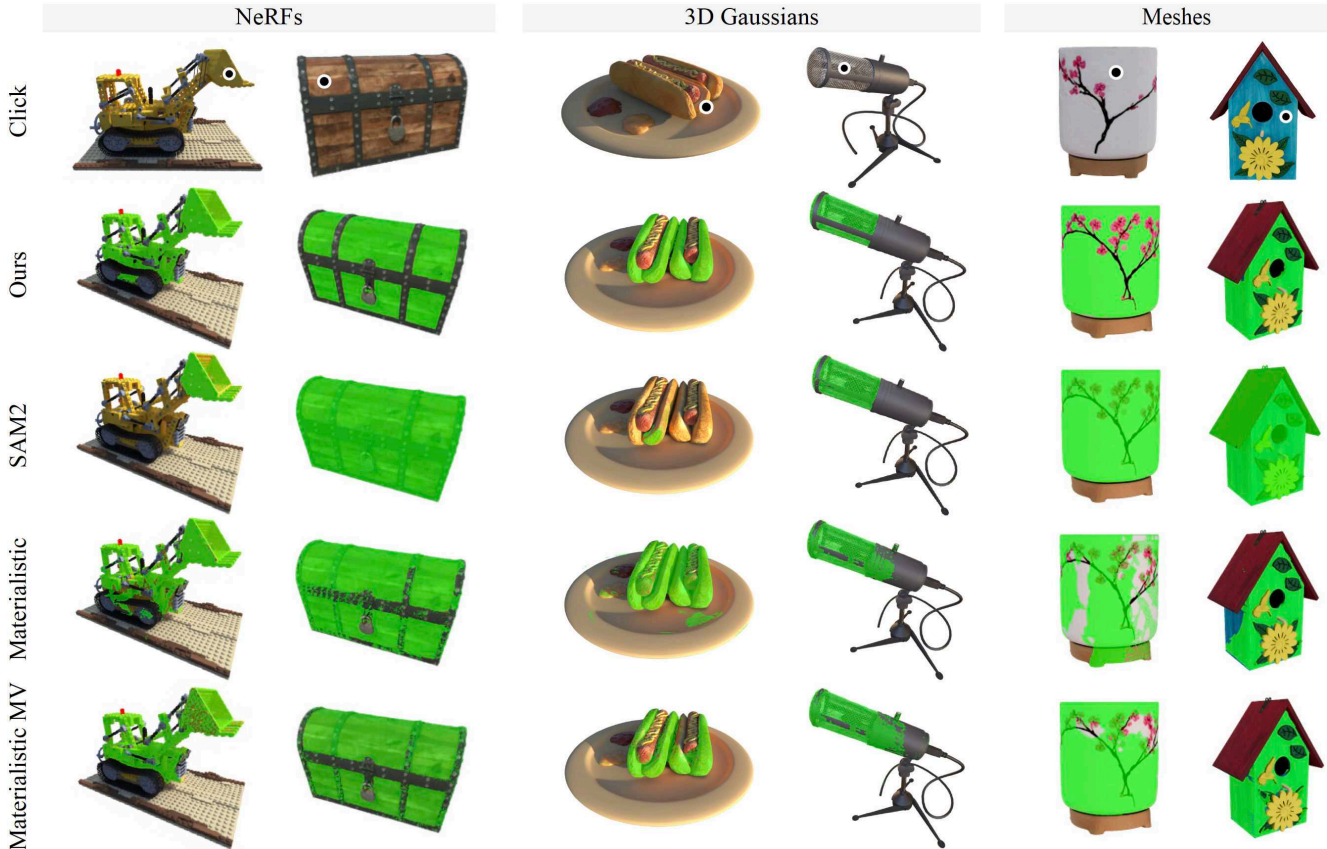 NeRFs
3D Gaussians
Meshes
Click
Ours
SAM2
Materialistic
Materialistic MV